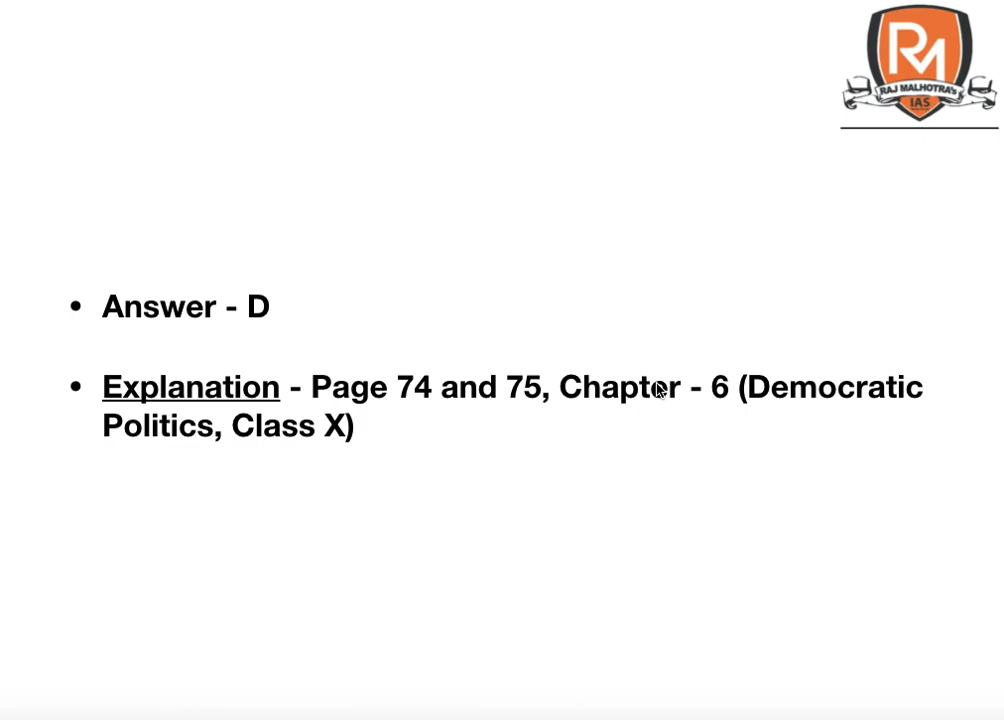 RM
RAJ MALHOTRA's
IAS
• Answer - D
• Explanation - Page 74 and 75, Chapter - 6 (Democratic
Politics, Class X)